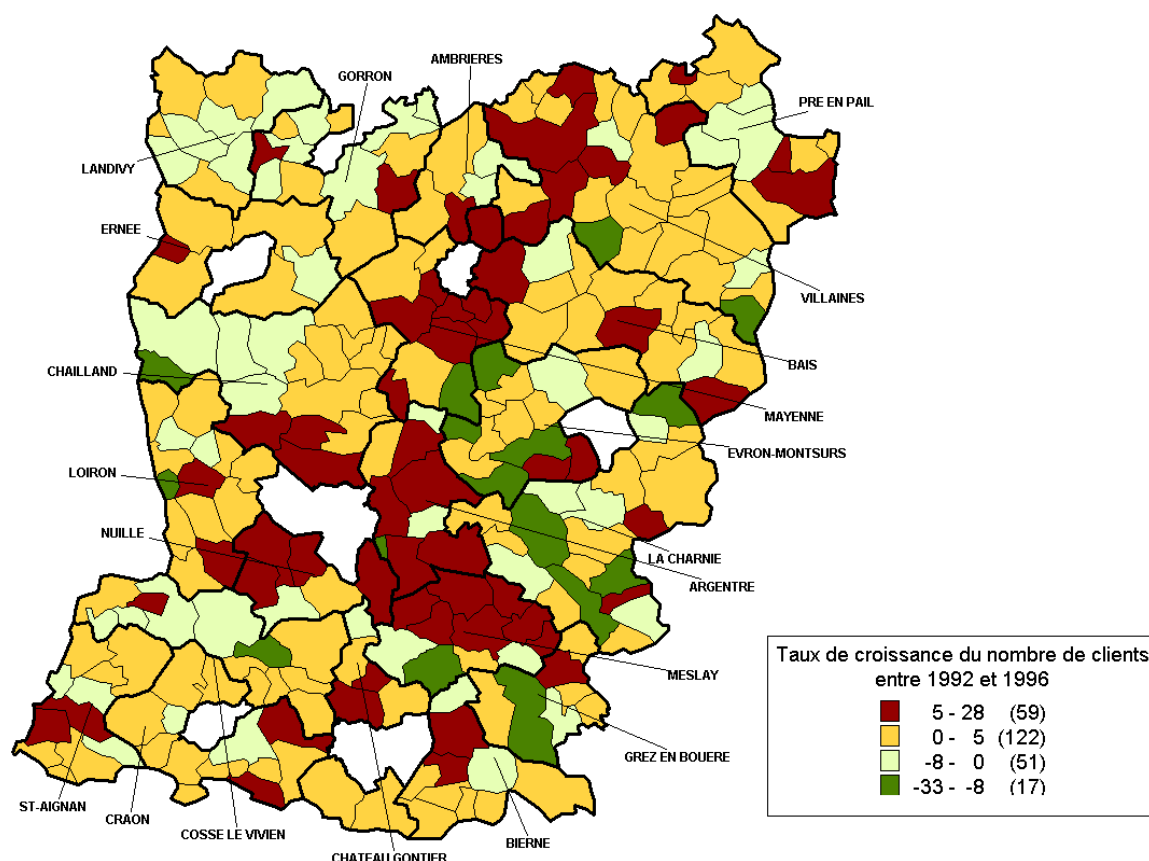 AMBRIERES
GORRON
PRE EN PAIL
LANDIVY
ERNEE
VILLAINES
BAIS
CHAILLAND
MAYENNE
EVRON-MONTSURS
LOIRON
NUILLE
LA CHARNIE
ARGENTRE
MESLAY
GREZ EN BOUERE
ST-AIGNAN
CRAON
COSSE LE VIVIEN
BIERNE
CHATEAU GONTIER
Taux de croissance du nombre de clients
entre 1992 et 1996
5 - 28 (59)
0 - 5 (122)
-8 - 0 (51)
-33 - -8 (17)